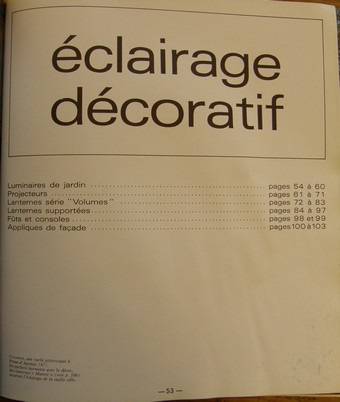 éclairage
décoratif
Luminaires de jardin pages 54 à 60
Projecteurs pages 61 à 71
Lanternes série "Volumes" pages 72 à 83
Lanternes supportées pages 84 à 97
Fûts et consoles pages 98 et 99
Appliques de façade pages 100 à 103
— 53 —